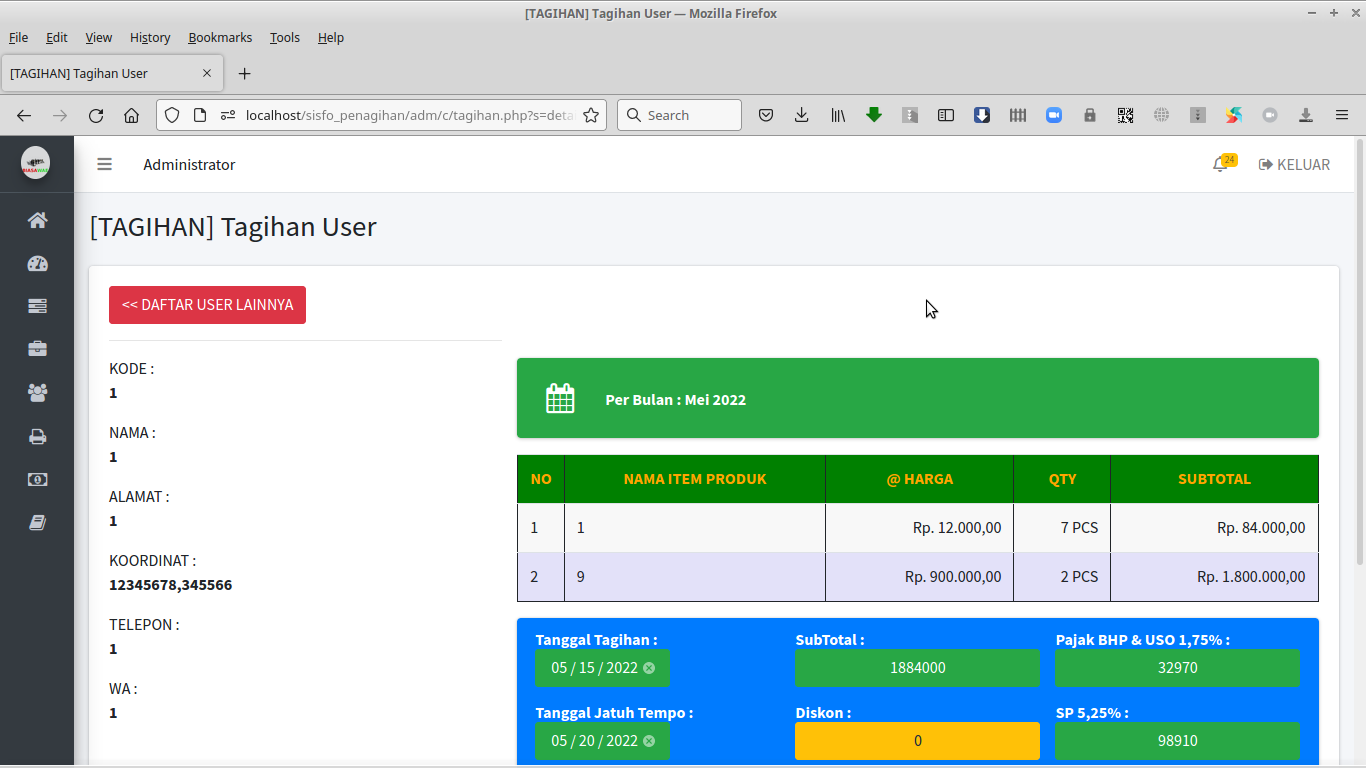 [TAGIHAN] Tagihan User — Mozilla Firefox
File Edit View History Bookmarks Tools Help
[TAGIHAN] Tagihan User
localhost/sisfo_penagihan/adm/c/tagihan.php?s=deta
Search
Administrator
24
KELUAR
[TAGIHAN] Tagihan User
<< DAFTAR USER LAINNYA
KODE :
1
NAMA :
1
ALAMAT :
1
KOORDINAT :
12345678,345566
TELEPON :
1
WA :
1
Per Bulan : Mei 2022
NO NAMA ITEM PRODUK @ HARGA QTY SUBTOTAL
1 1 Rp. 12.000,00 7 PCS Rp. 84.000,00
2 9 Rp. 900.000,00 2 PCS Rp. 1.800.000,00
Tanggal Tagihan : SubTotal : Pajak BHP & USO 1,75% :
05 / 15 / 2022 1884000 32970
Tanggal Jatuh Tempo : Diskon : SP 5,25% :
05 / 20 / 2022 0 98910